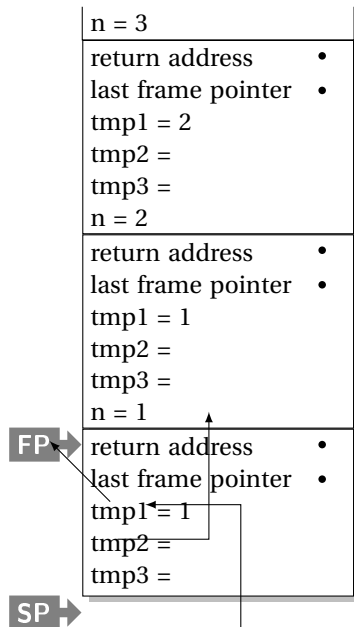 n = 3
return address •
last frame pointer •
tmp1 = 2
tmp2 =
tmp3 =
n = 2
return address •
last frame pointer •
tmp1 = 1
tmp2 =
tmp3 =
n = 1
FP
return address •
last frame pointer •
tmp1 = 1
tmp2 =
tmp3 =
SP